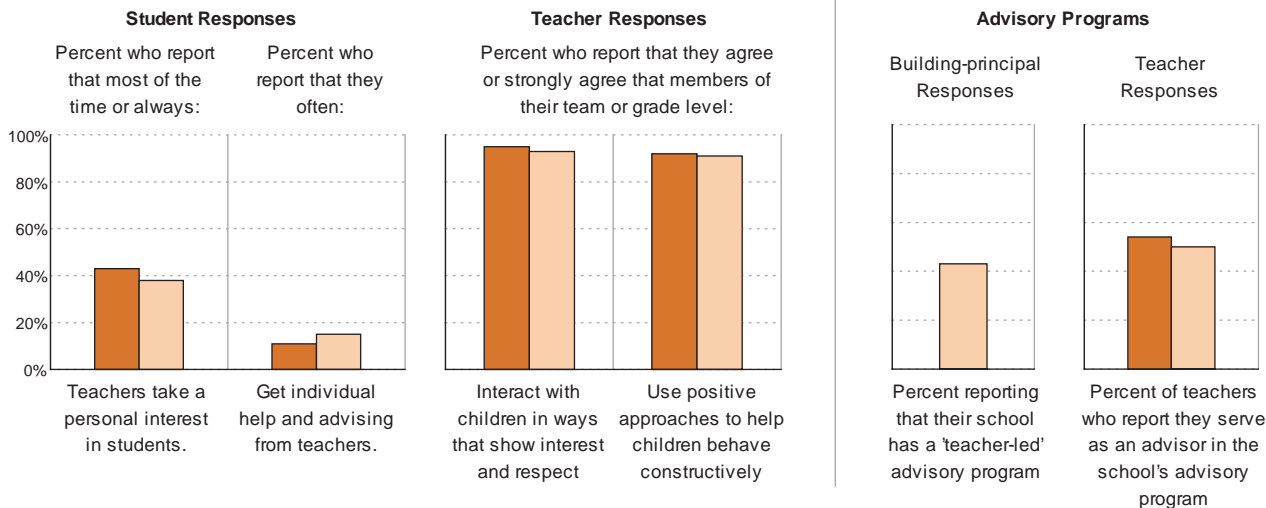 Student Responses
Percent who report
that most of the
time or always:
Percent who
report that they
often:
100%
80%
60%
40%
20%
0%
Teachers take a
personal interest
in students.
Get individual
help and advising
from teachers.
Teacher Responses
Percent who report that they agree
or strongly agree that members of
their team or grade level:
Interact with
children in ways
that show interest
and respect
Use positive
approaches to help
children behave
constructively
Advisory Programs
Building-principal
Responses
Teacher
Responses
Percent reporting
that their school
has a 'teacher-led'
advisory program
Percent of teachers
who report they serve
as an advisor in the
school's advisory
program